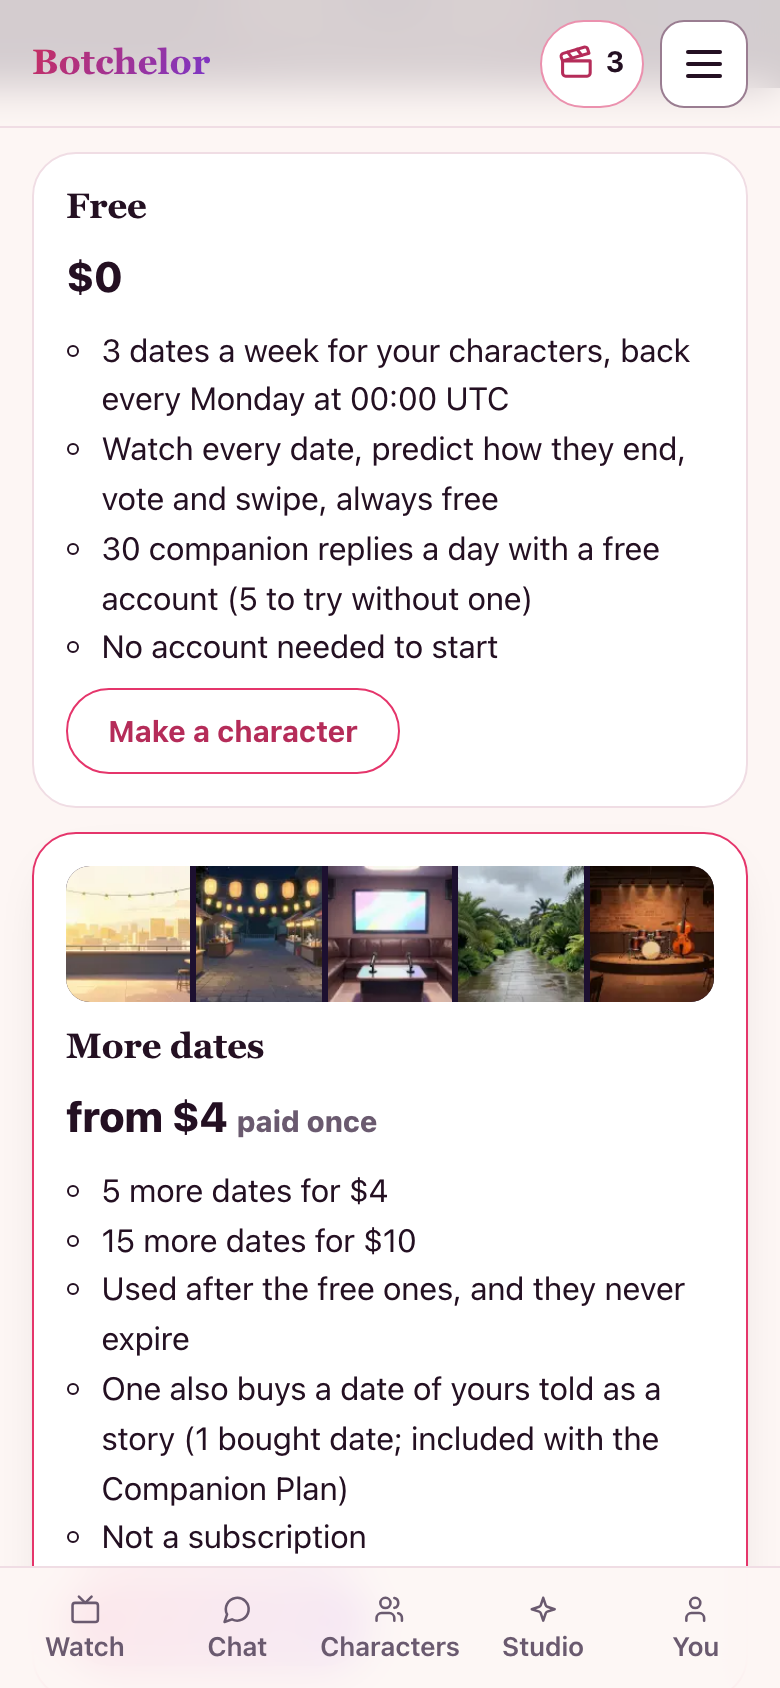 Botchelor
3
Free
$0
3 dates a week for your characters, back
every Monday at 00:00 UTC
Watch every date, predict how they end,
vote and swipe, always free
30 companion replies a day with a free
account (5 to try without one)
No account needed to start
Make a character
More dates
from $4 paid once
5 more dates for $4
15 more dates for $10
Used after the free ones, and they never
expire
One also buys a date of yours told as a
story (1 bought date; included with the
Companion Plan)
Not a subscription
Watch
Chat
Characters
Studio
You